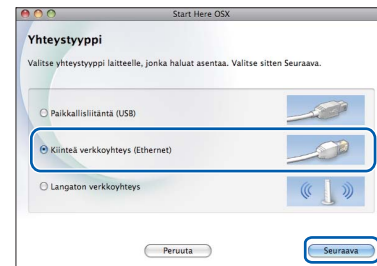 Start Here OSX
Yhteystyyppi
Valitse yhteystyyppi laitteelle, jonka haluat asentaa. Valitse sitten Seuraava.
Paikallisliitäntä (USB)
Kiinteä verkkoyhteys (Ethernet)
Langaton verkkoyhteys
Peruuta
Seuraava